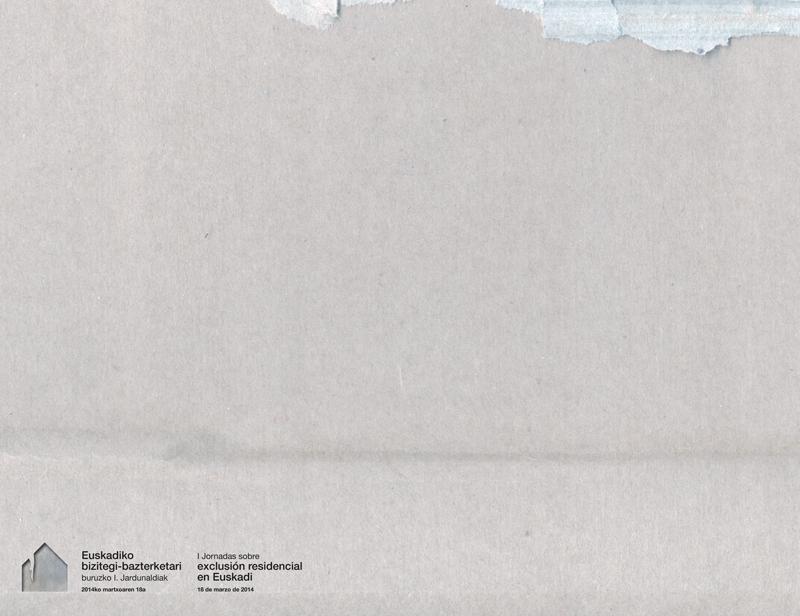 Euskadiko
bizitegi-bazterketari
buruzko I. Jardunaldiak
2014ko martxoaren 18a
I Jornadas sobre
exclusión residencial
en Euskadi
18 de marzo de 2014